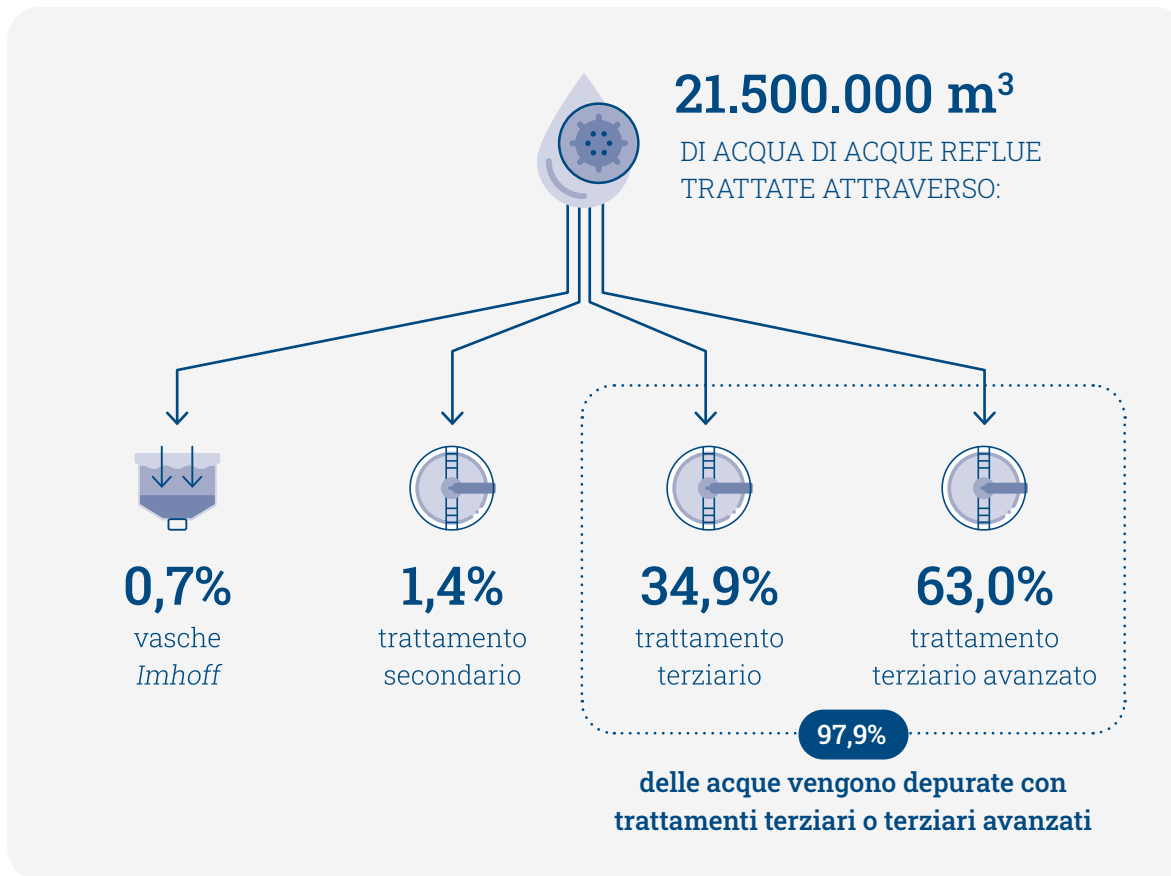 21.500.000 m³
DI ACQUA DI ACQUE REFLUE
TRATTATE ATTRAVERSO:
0,7%
vasche
Imhoff
1,4%
trattamento
secondario
34,9%
trattamento
terziario
63,0%
trattamento
terziario avanzato
97,9%
delle acque vengono depurate con
trattamenti terziari o terziari avanzati